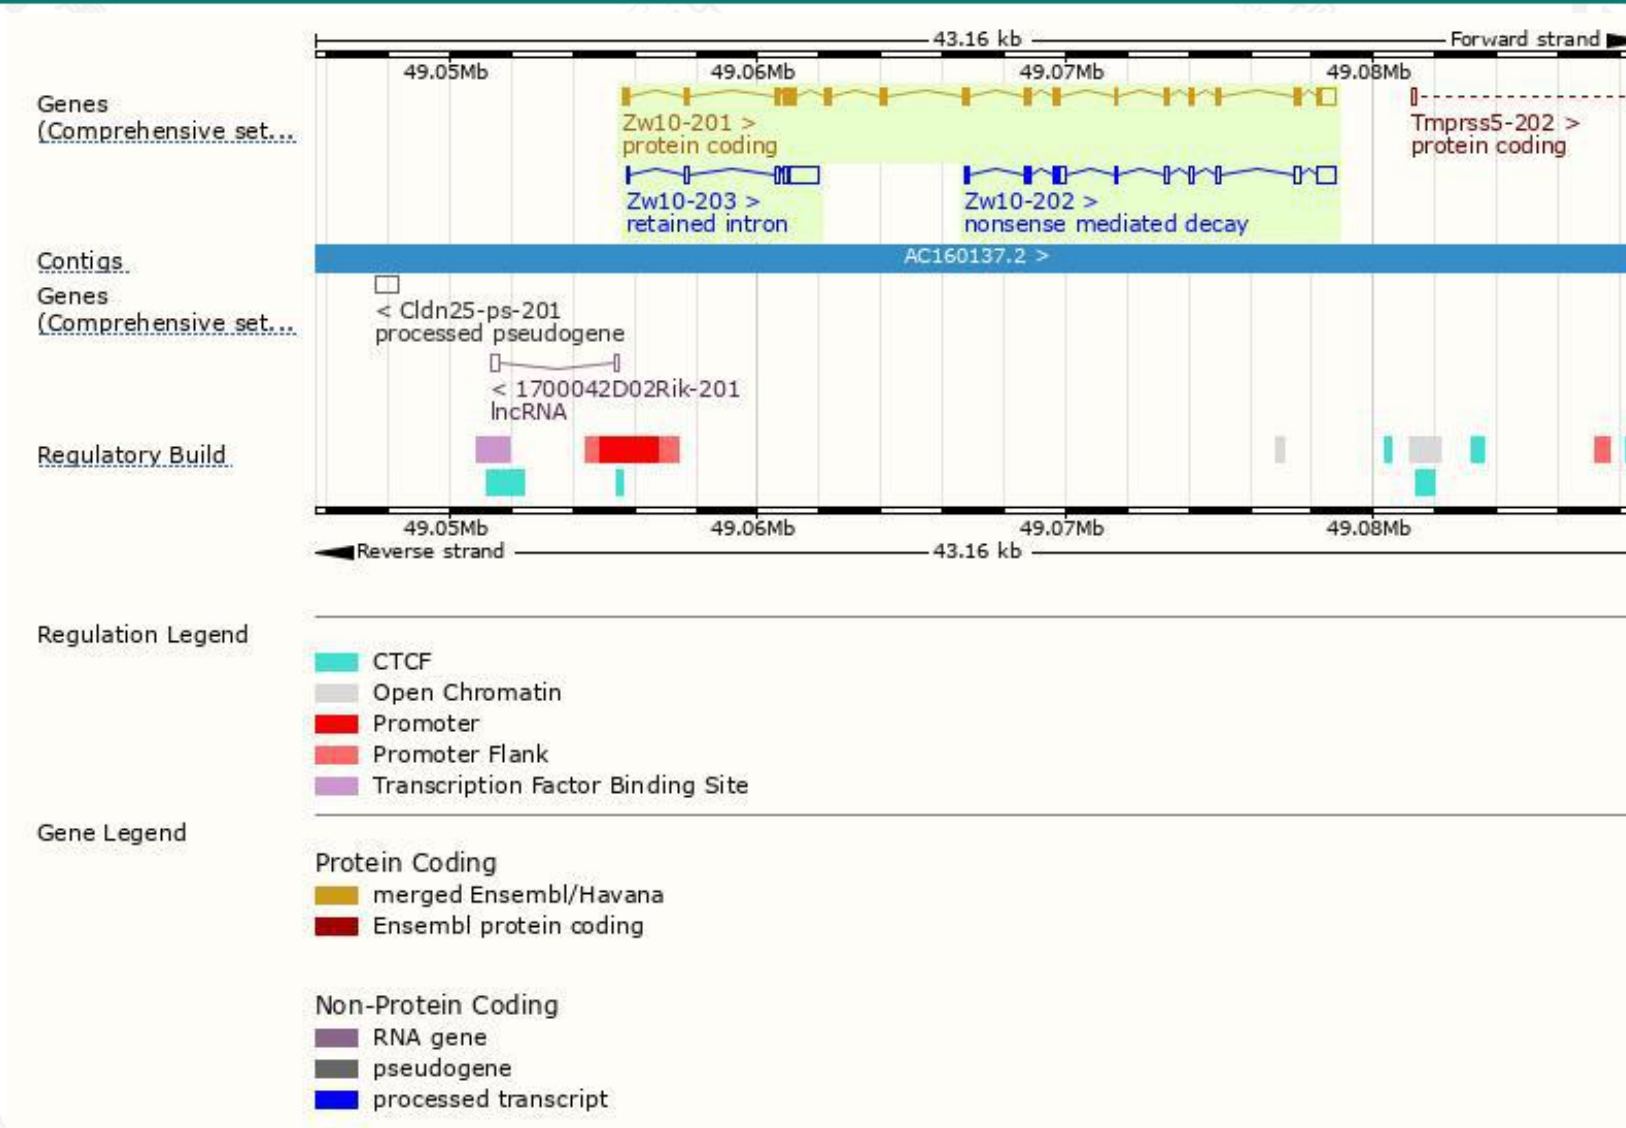 43.16 kb Forward strand
49.05Mb 49.06Mb 49.07Mb 49.08Mb
Genes
(Comprehensive set...
Zw10-201 >
protein coding
Tmprss5-202 >
protein coding
Zw10-203 >
retained intron
Zw10-202 >
nonsense mediated decay
Contigs
AC160137.2 >
Genes
(Comprehensive set...
< Cldn25-ps-201
processed pseudogene
< 1700042D02Rik-201
lncRNA
Regulatory Build
49.05Mb 49.06Mb 49.07Mb 49.08Mb
Reverse strand 43.16 kb
Regulation Legend
CTCF
Open Chromatin
Promoter
Promoter Flank
Transcription Factor Binding Site
Gene Legend
Protein Coding
merged Ensembl/Havana
Ensembl protein coding
Non-Protein Coding
RNA gene
pseudogene
processed transcript